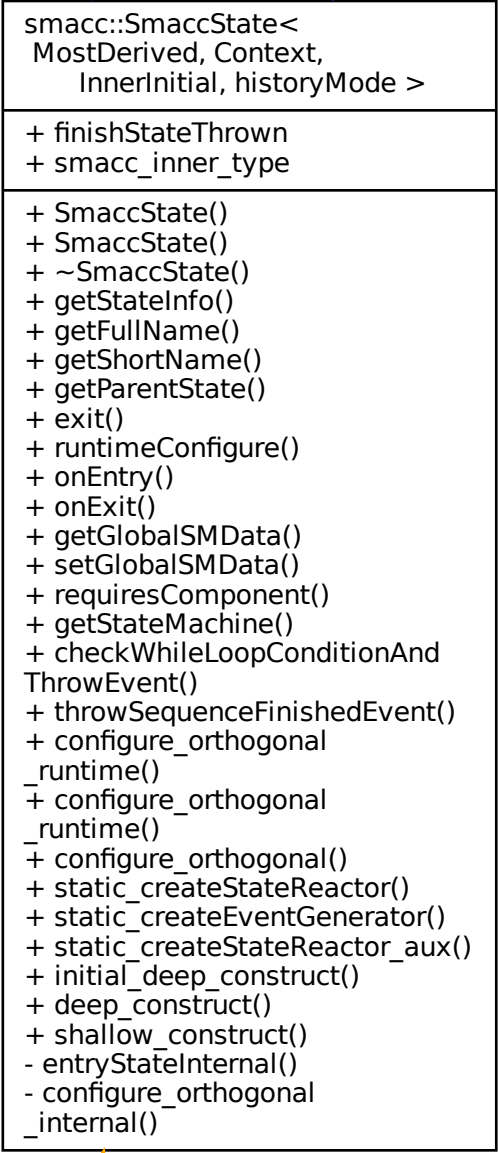 smacc::SmaccState<
MostDerived, Context,
InnerInitial, historyMode >
+ finishStateThrown
+ smacc_inner_type
+ SmaccState()
+ SmaccState()
+ ~SmaccState()
+ getStateInfo()
+ getFullName()
+ getShortName()
+ getParentState()
+ exit()
+ runtimeConfigure()
+ onEntry()
+ onExit()
+ getGlobalSMData()
+ setGlobalSMData()
+ requiresComponent()
+ getStateMachine()
+ checkWhileLoopConditionAnd
ThrowEvent()
+ throwSequenceFinishedEvent()
+ configure_orthogonal
_runtime()
+ configure_orthogonal
_runtime()
+ configure_orthogonal()
+ static_createStateReactor()
+ static_createEventGenerator()
+ static_createStateReactor_aux()
+ initial_deep_construct()
+ deep_construct()
+ shallow_construct()
- entryStateInternal()
- configure_orthogonal
_internal()